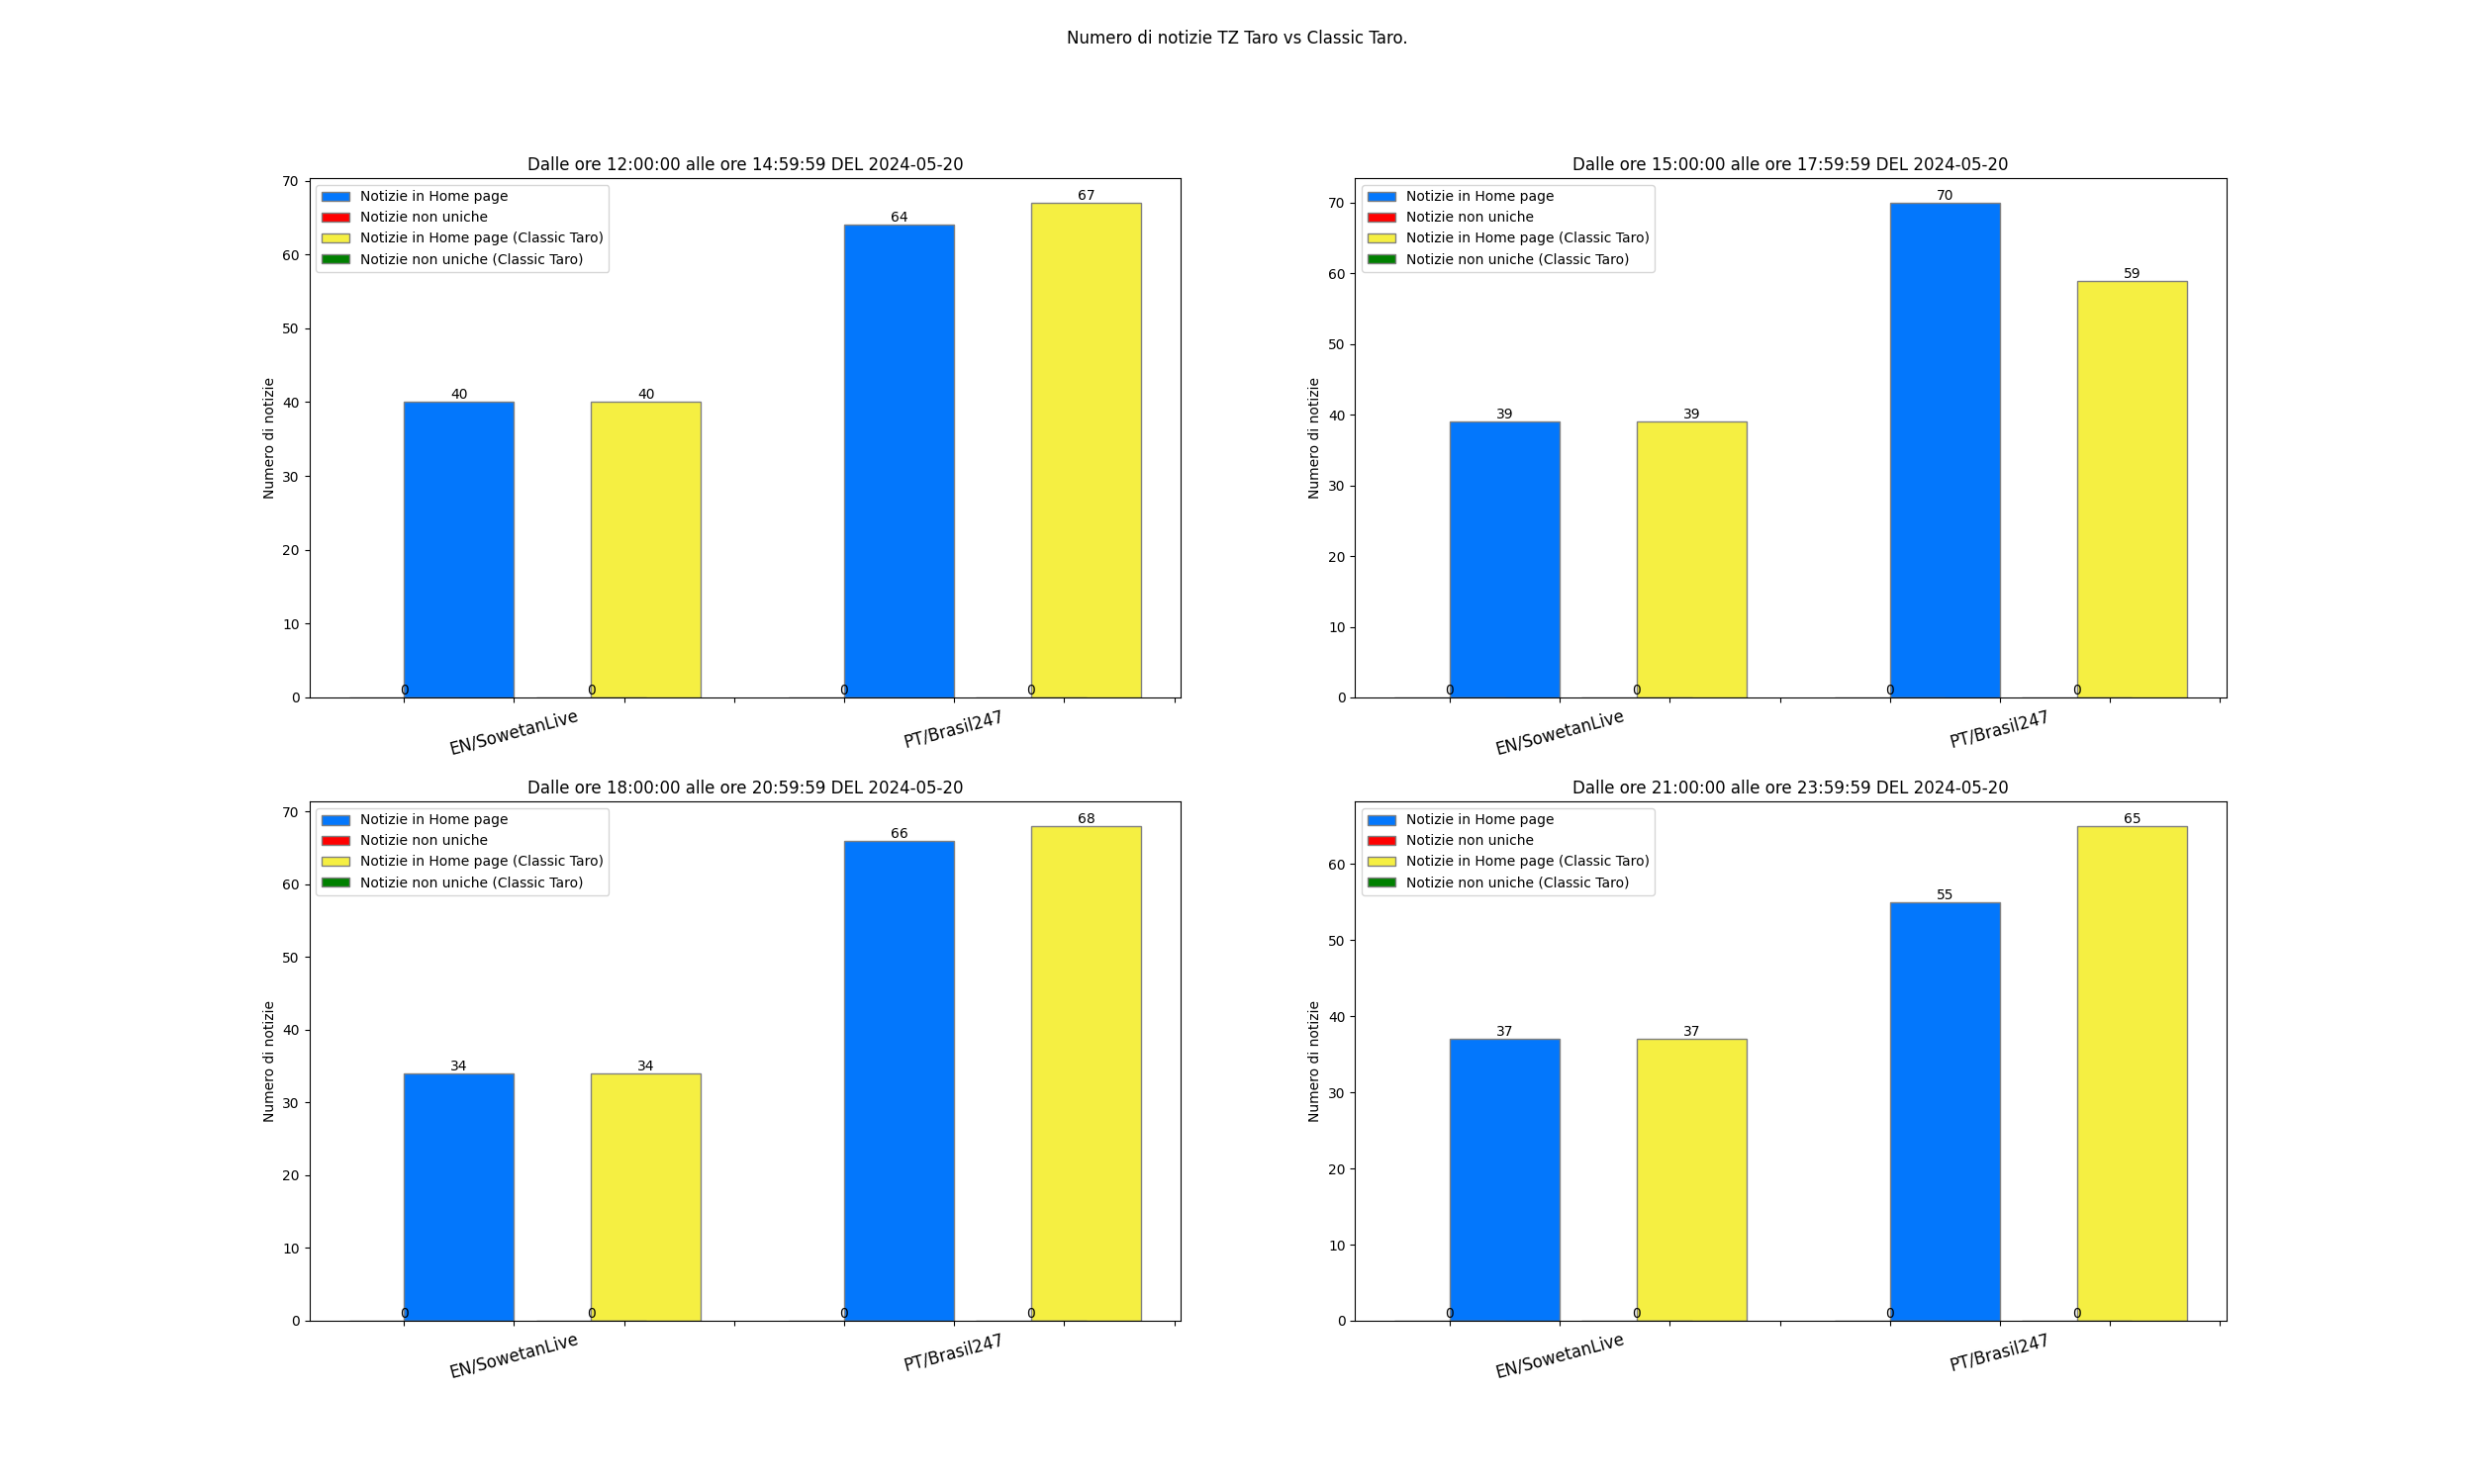 Numero di notizie TZ Taro vs Classic Taro.
Dalle ore 12:00:00 alle ore 14:59:59 DEL 2024-05-20
Notizie in Home page
Notizie non uniche
Notizie in Home page (Classic Taro)
Notizie non uniche (Classic Taro)
Numero di notizie
70
60
50
40
30
20
10
0
40
40
64
67
0
0
0
0
EN/SowetanLive
PT/Brasil247
Dalle ore 15:00:00 alle ore 17:59:59 DEL 2024-05-20
Notizie in Home page
Notizie non uniche
Notizie in Home page (Classic Taro)
Notizie non uniche (Classic Taro)
Numero di notizie
70
60
50
40
30
20
10
0
39
39
70
59
0
0
0
0
EN/SowetanLive
PT/Brasil247
Dalle ore 18:00:00 alle ore 20:59:59 DEL 2024-05-20
Notizie in Home page
Notizie non uniche
Notizie in Home page (Classic Taro)
Notizie non uniche (Classic Taro)
Numero di notizie
70
60
50
40
30
20
10
0
34
34
66
68
0
0
0
0
EN/SowetanLive
PT/Brasil247
Dalle ore 21:00:00 alle ore 23:59:59 DEL 2024-05-20
Notizie in Home page
Notizie non uniche
Notizie in Home page (Classic Taro)
Notizie non uniche (Classic Taro)
Numero di notizie
60
50
40
30
20
10
0
37
37
55
65
0
0
0
0
EN/SowetanLive
PT/Brasil247